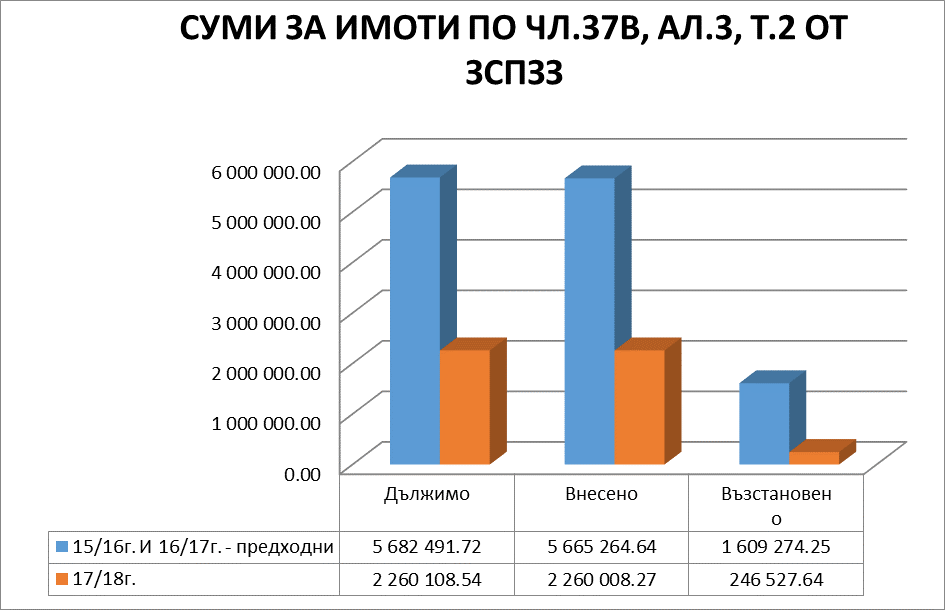 СУМИ ЗА ИМОТИ ПО ЧЛ.37В, АЛ.3, Т.2 ОТ
ЗСПЗЗ
6 000 000.00
5 000 000.00
4 000 000.00
3 000 000.00
2 000 000.00
1 000 000.00
0.00
Дължимо Внесено Възстановен
о
15/16г. И 16/17г. - предходни 5 682 491.72 5 665 264.64 1 609 274.25
17/18г. 2 260 108.54 2 260 008.27 246 527.64